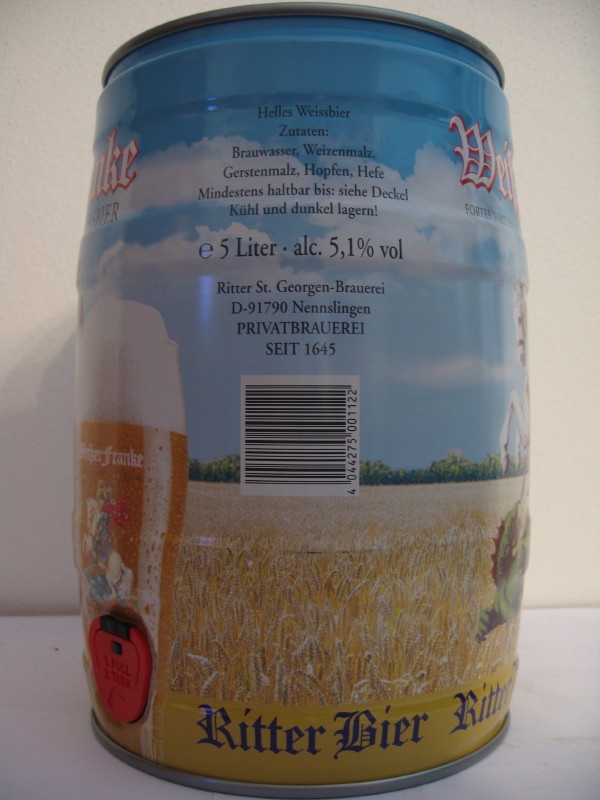 Helles Weissbier
Zutaten:
Brauwasser, Weizenmalz,
Gerstenmalz, Hopfen, Hefe
Mindestens haltbar bis: siehe Deckel
Kühl und dunkel lagern!
℮ 5 Liter · alc. 5,1% vol
Ritter St. Georgen-Brauerei
D-91790 Nennslingen
PRIVATBRAUEREI
SEIT 1645
4 044275 001122
Franke
PULL
Ritter Bier
Ritter